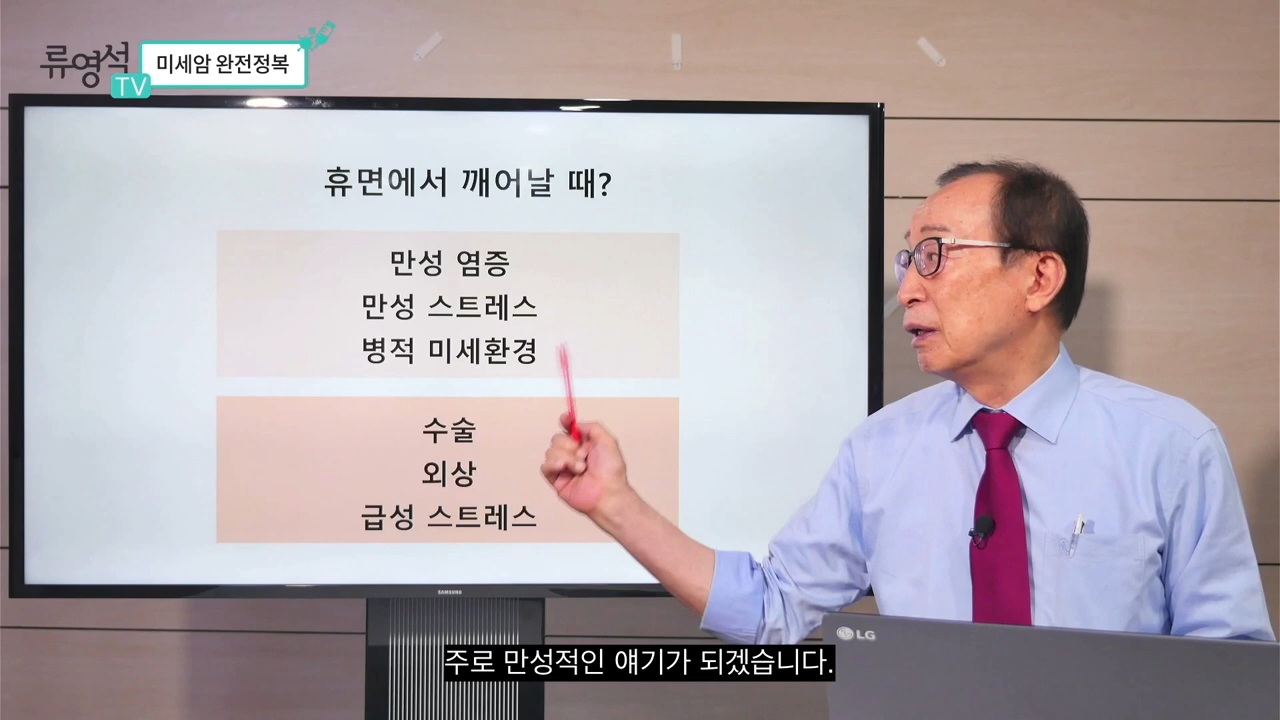 류영석
TV
미세암 완전정복
휴면에서 깨어날 때?
만성 염증
만성 스트레스
병적 미세환경
수술
외상
급성 스트레스
SAMSUNG
LG
주로 만성적인 얘기가 되겠습니다.